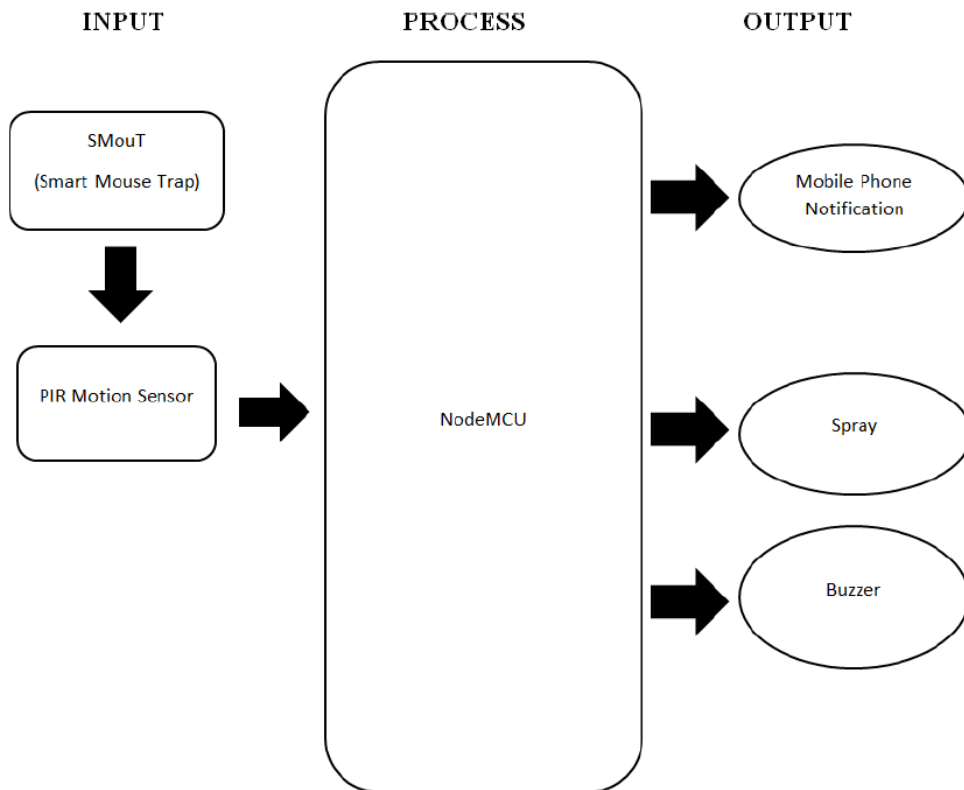 INPUT
PROCESS
OUTPUT
SMouT
(Smart Mouse Trap)
PIR Motion Sensor
NodeMCU
Mobile Phone
Notification
Spray
Buzzer